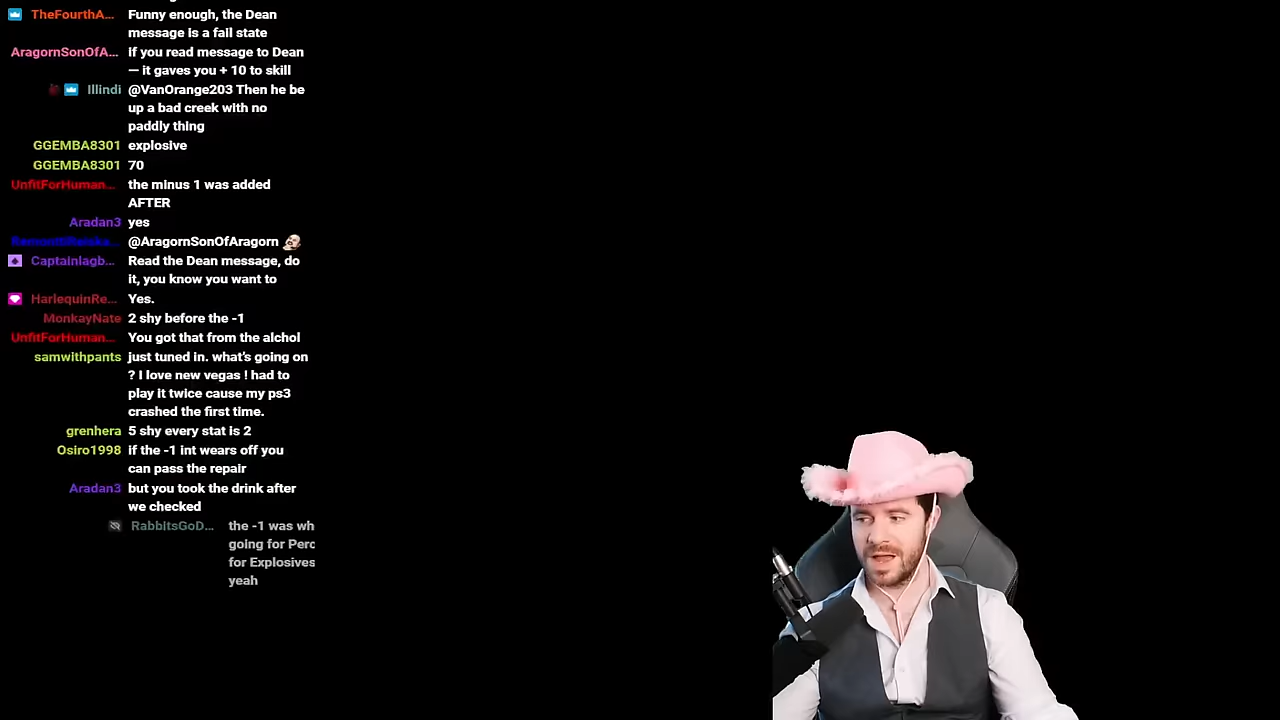 TheFourthA... Funny enough, the Dean
message is a fail state
AragornSonOfA... If you read message to Dean
— it gaves you + 10 to skill
Illindi @VanOrange203 Then he be
up a bad creek with no
paddly thing
GGEMBA8301 explosive
GGEMBA8301 70
UnfitForHuman... the minus 1 was added
AFTER
Aradan3 yes
@AragornSonOfAragorn
Captainlagb... Read the Dean message, do
it, you know you want to
HarlequinRe... Yes.
MonkayNate 2 shy before the -1
UnfitForHuman... You got that from the alchol
samwithpants just tuned in. what's going on
? I love new vegas ! had to
play it twice cause my ps3
crashed the first time.
grenhera 5 shy every stat is 2
Osiro1998 if the -1 int wears off you
can pass the repair
Aradan3 but you took the drink after
we checked
RabbitsGoD... the -1 was wh
going for Perc
for Explosives
yeah